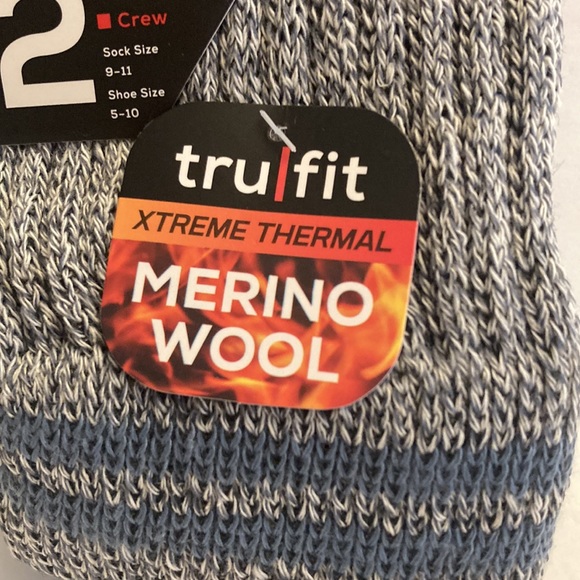 2
Crew
Sock Size
9-11
Shoe Size
5-10
tru|fit
XTREME THERMAL
MERINO
WOOL